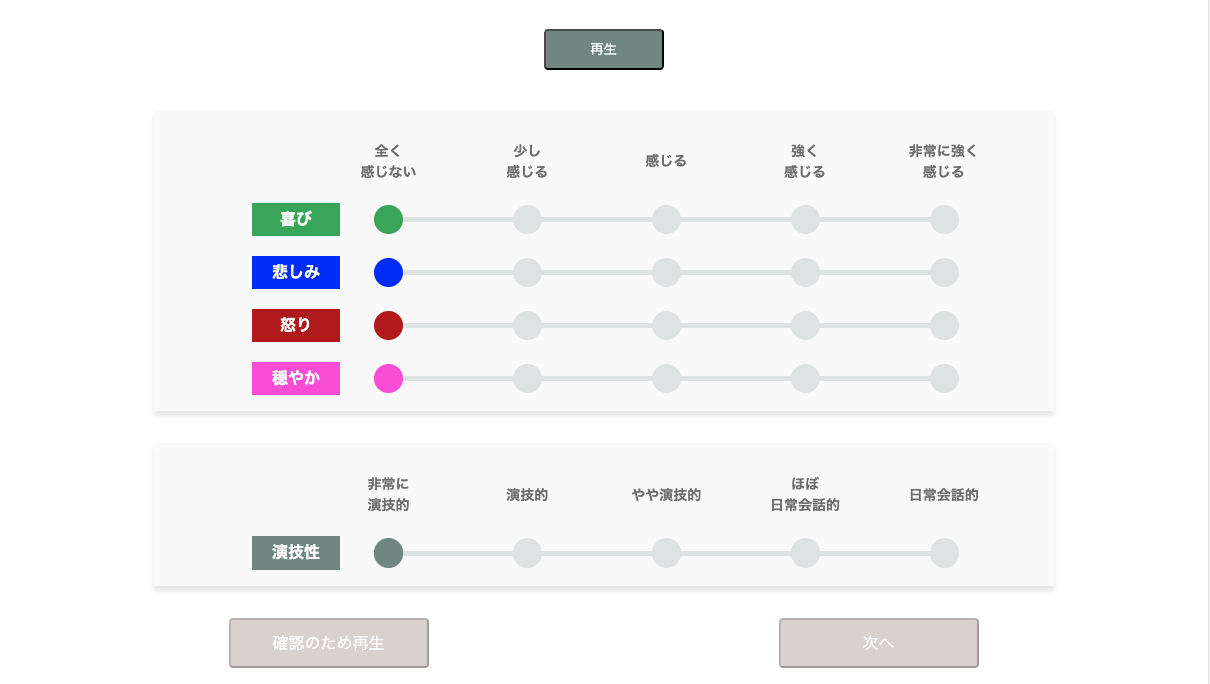 再生
全く
感じない
少し
感じる
感じる
強く
感じる
非常に強く
感じる
喜び
悲しみ
怒り
穏やか
非常に
演技的
演技的
やや演技的
ほぼ
日常会話的
日常会話的
演技性
確認のため再生
次へ